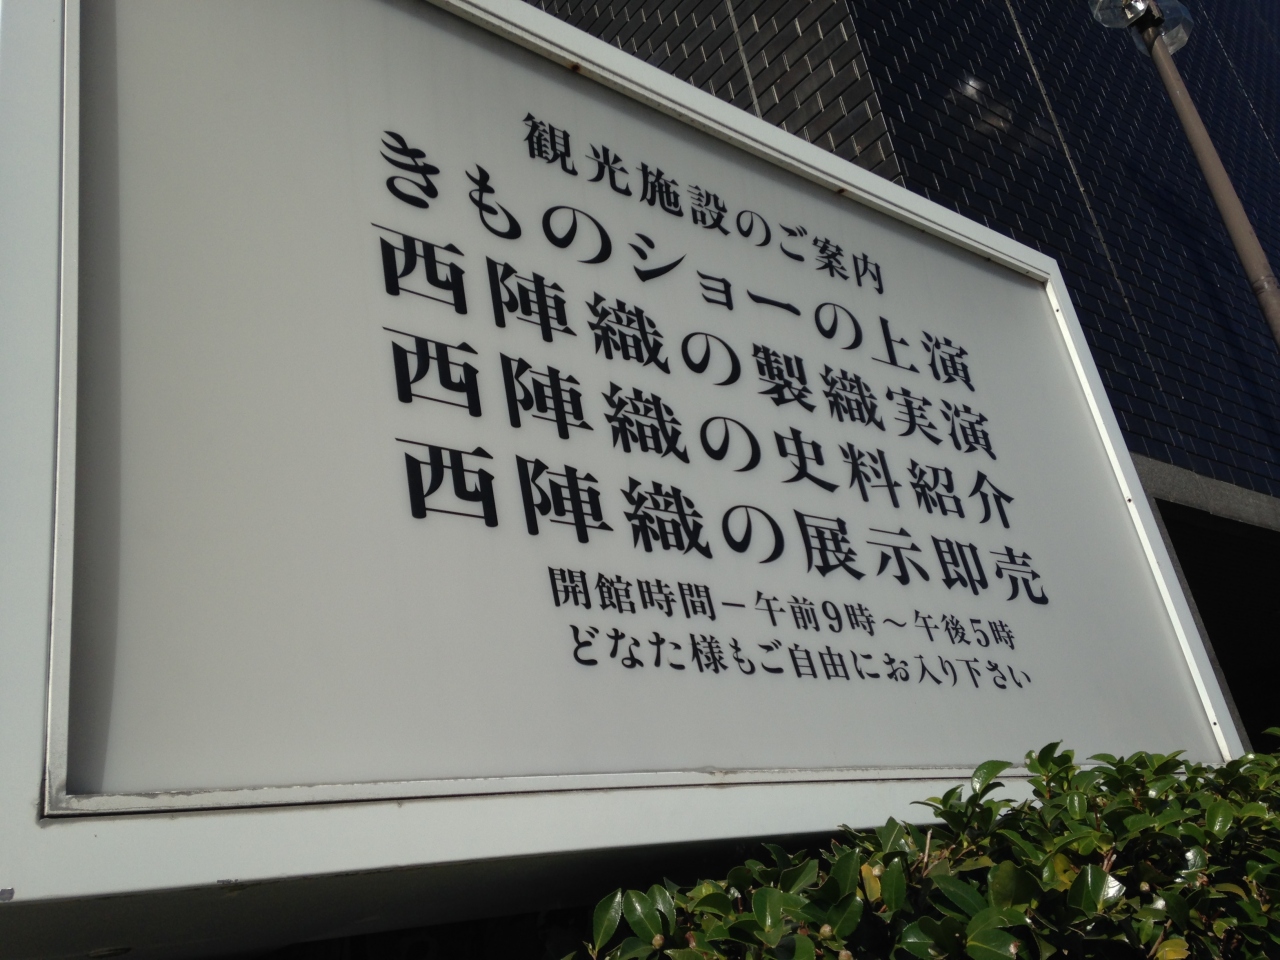 観光施設のご案内
きものショーの上演
西陣織の製織実演
西陣織の史料紹介
西陣織の展示即売
開館時間－午前9時～午後5時
どなた様もご自由にお入り下さい